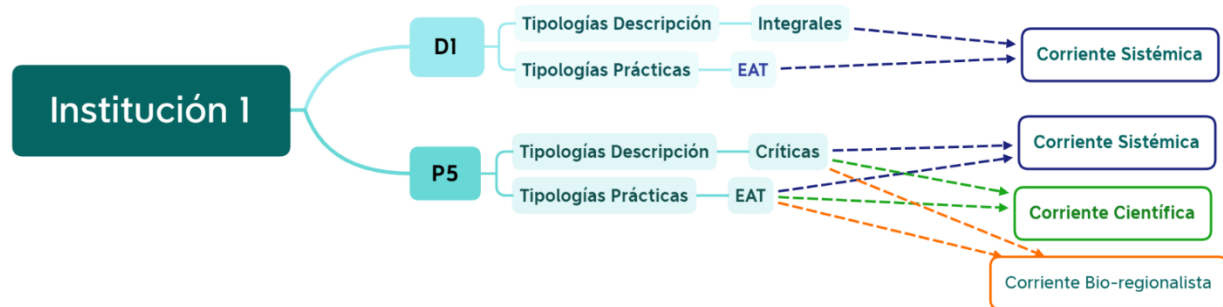 Institución 1
D1
Tipologías Descripción
Integrales
Tipologías Prácticas
EAT
Corriente Sistémica
P5
Tipologías Descripción
Críticas
Tipologías Prácticas
EAT
Corriente Sistémica
Corriente Científica
Corriente Bio-regionalista